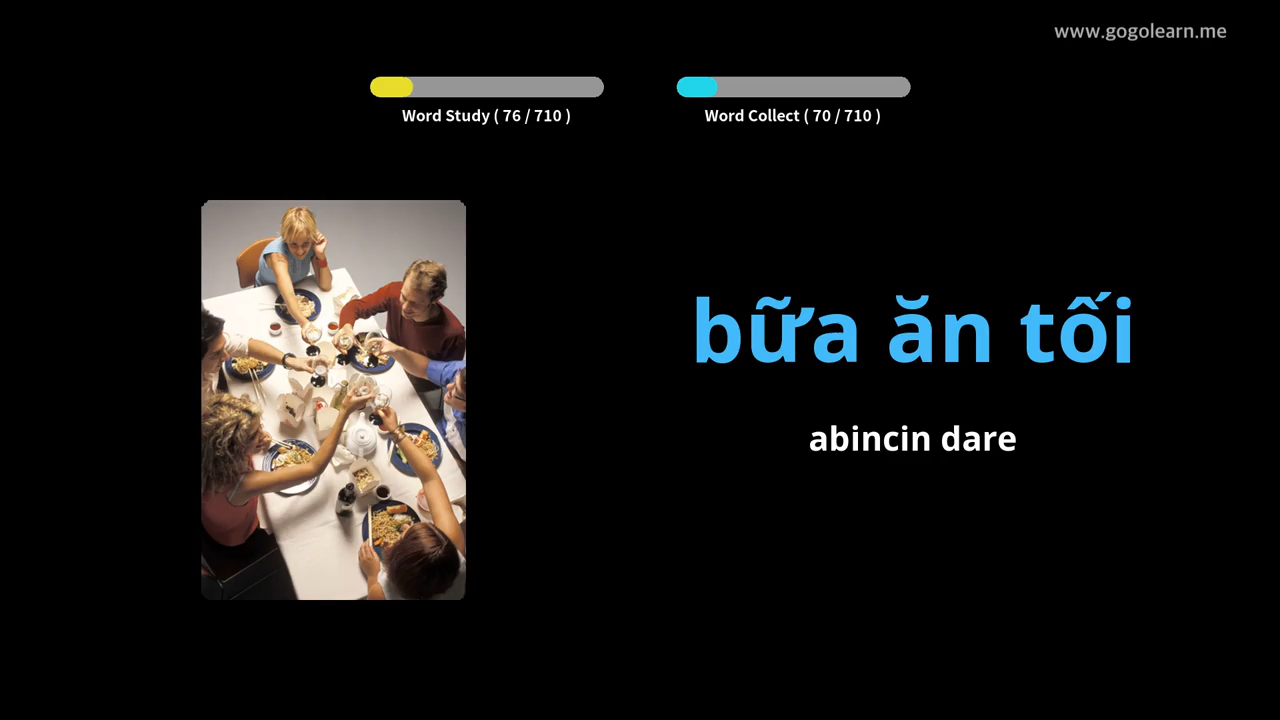 www.gogolearn.me
Word Study ( 76 / 710 )
Word Collect ( 70 / 710 )
bữa ăn tối
abincin dare